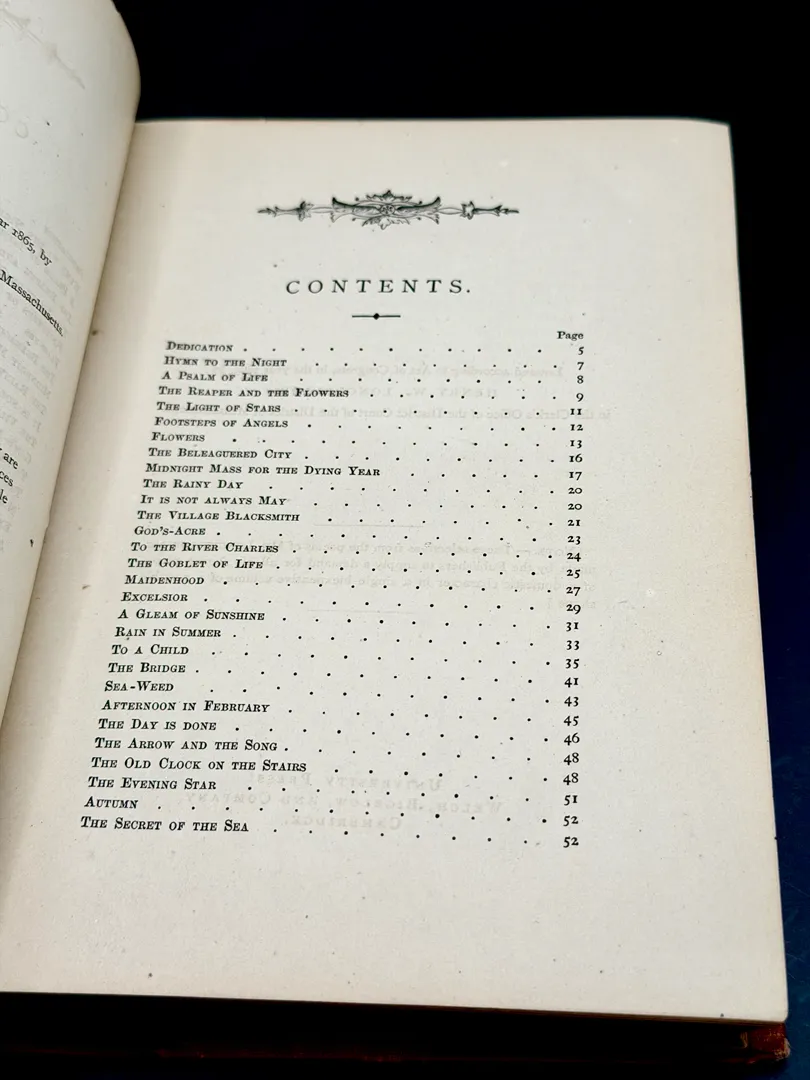 1865, by
Massachusetts.
are
CONTENTS.
Page
DEDICATION . . . . . . . . . 5
HYMN TO THE NIGHT . . . . . . . 7
A PSALM OF LIFE . . . . . . . 8
THE REAPER AND THE FLOWERS . . . . . 9
THE LIGHT OF STARS . . . . . . . 11
FOOTSTEPS OF ANGELS . . . . . . . 12
FLOWERS . . . . . . . . . 13
THE BELEAGUERED CITY . . . . . . . 16
MIDNIGHT MASS FOR THE DYING YEAR . . . . . 17
THE RAINY DAY . . . . . . . . 20
IT IS NOT ALWAYS MAY . . . . . . . 20
THE VILLAGE BLACKSMITH . . . . . . 21
GOD'S-ACRE . . . . . . . . . 23
TO THE RIVER CHARLES . . . . . . . 24
THE GOBLET OF LIFE . . . . . . . 25
MAIDENHOOD . . . . . . . . 27
EXCELSIOR . . . . . . . . . 29
A GLEAM OF SUNSHINE . . . . . . . 31
RAIN IN SUMMER . . . . . . . . 33
TO A CHILD . . . . . . . . 35
THE BRIDGE . . . . . . . . . 41
SEA-WEED . . . . . . . . 43
AFTERNOON IN FEBRUARY . . . . . . 45
THE DAY IS DONE . . . . . . . 46
THE ARROW AND THE SONG . . . . . . . 48
THE OLD CLOCK ON THE STAIRS . . . . . 48
THE EVENING STAR . . . . . . . 51
AUTUMN . . . . . . . . . 52
THE SECRET OF THE SEA . . . . . . . 52